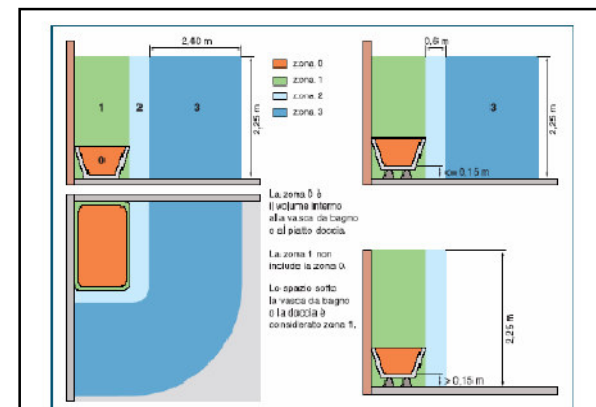 2,40 m
1
2
3
0
2,25 m
zona 0
zona 1
zona 2
zona 3
0,6 m
3
2,25 m
<= 0,15 m
La zona 0 è
il volume interno
alla vasca da bagno
o al piatto doccia.
La zona 1 non
include la zona 0.
Lo spazio sotto
la vasca da bagno
o la doccia è
considerato zona 1.
2,25 m
> 0,15 m